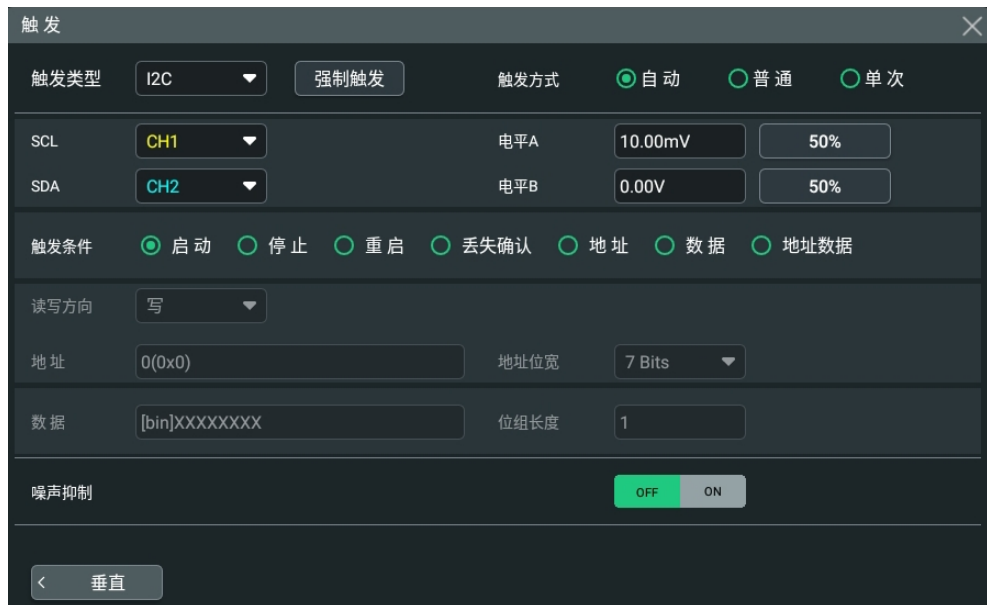 触发
触发类型 I2C 强制触发 触发方式 自动 普通 单次
SCL CH1 电平A 10.00mV 50%
SDA CH2 电平B 0.00V 50%
触发条件 启动 停止 重启 丢失确认 地址 数据 地址数据
读写方向 写
地址 0(0x0) 地址位宽 7 Bits
数据 [bin]XXXXXXXX 位组长度 1
噪声抑制 OFF ON
垂直